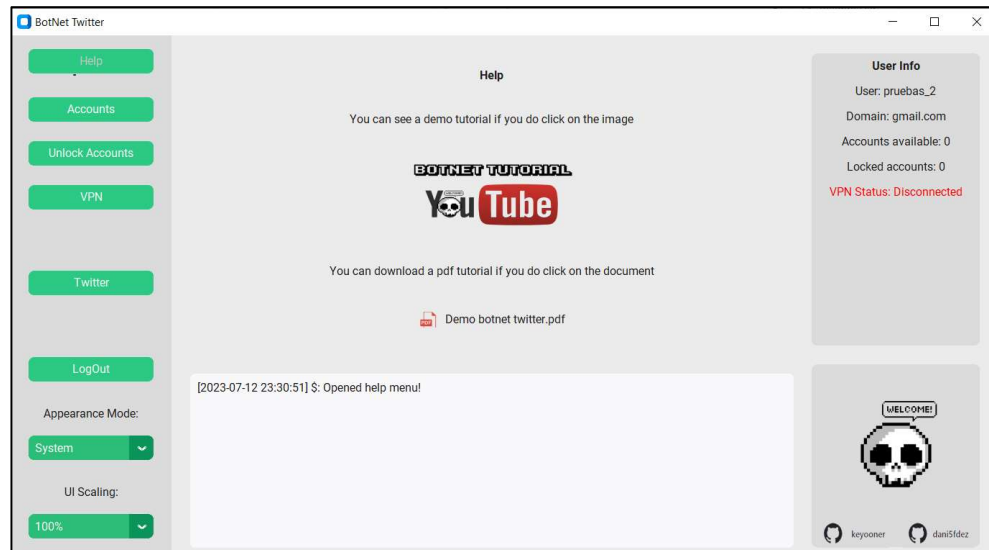 BotNet Twitter
Help
Accounts
Unlock Accounts
VPN
Twitter
LogOut
Appearance Mode:
System
UI Scaling:
100%
Help
You can see a demo tutorial if you do click on the image
BOTNET TUTORIAL
YouTube
You can download a pdf tutorial if you do click on the document
PDF
Demo botnet twitter.pdf
[2023-07-12 23:30:51] $: Opened help menu!
User Info
User: pruebas_2
Domain: gmail.com
Accounts available: 0
Locked accounts: 0
VPN Status: Disconnected
WELCOME!
keyooner
dani5fdez